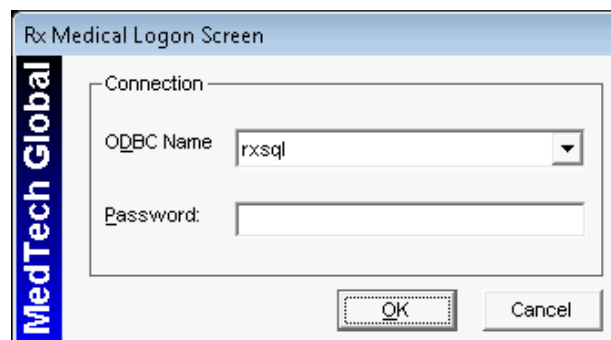 Rx Medical Logon Screen
MedTech Global
Connection
ODBC Name
rxsql
Password:
OK
Cancel